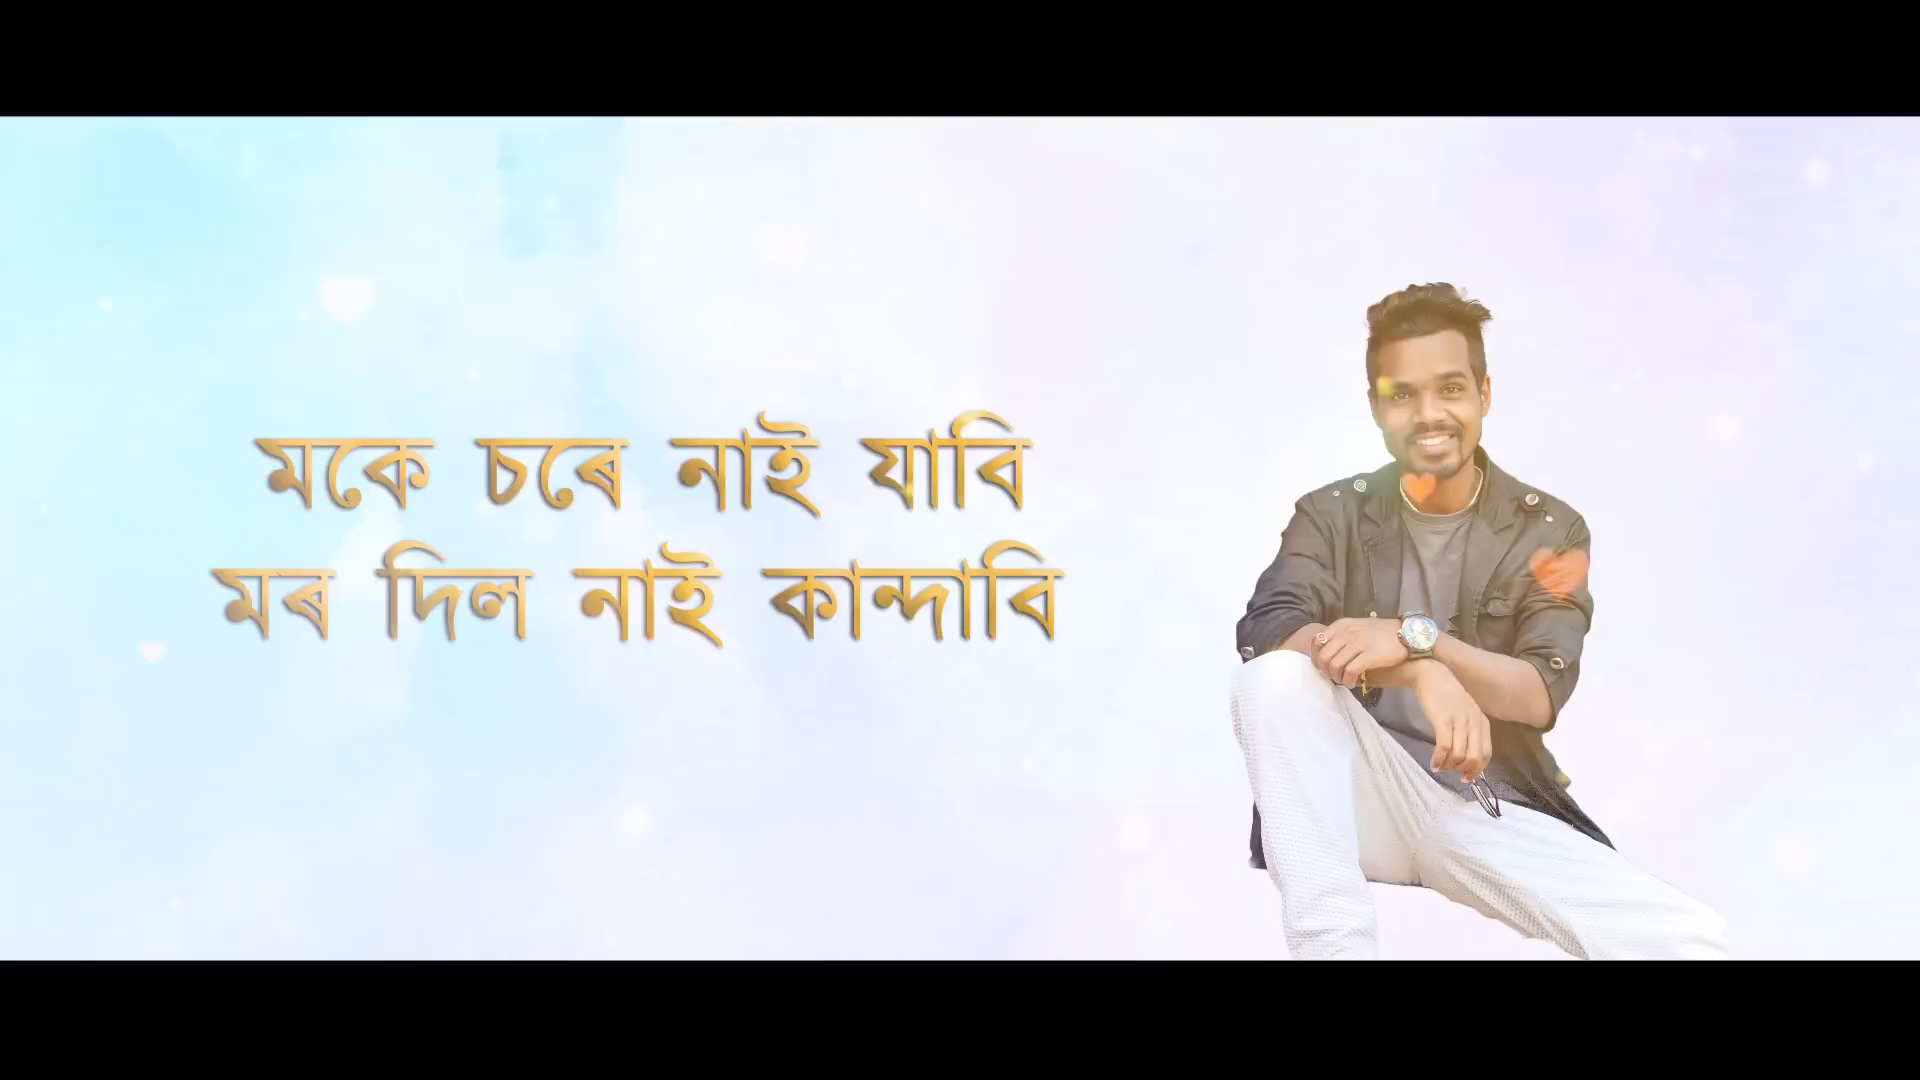 মকে চৰে নাই যাবি
মৰ দিল নাই কান্দাবি